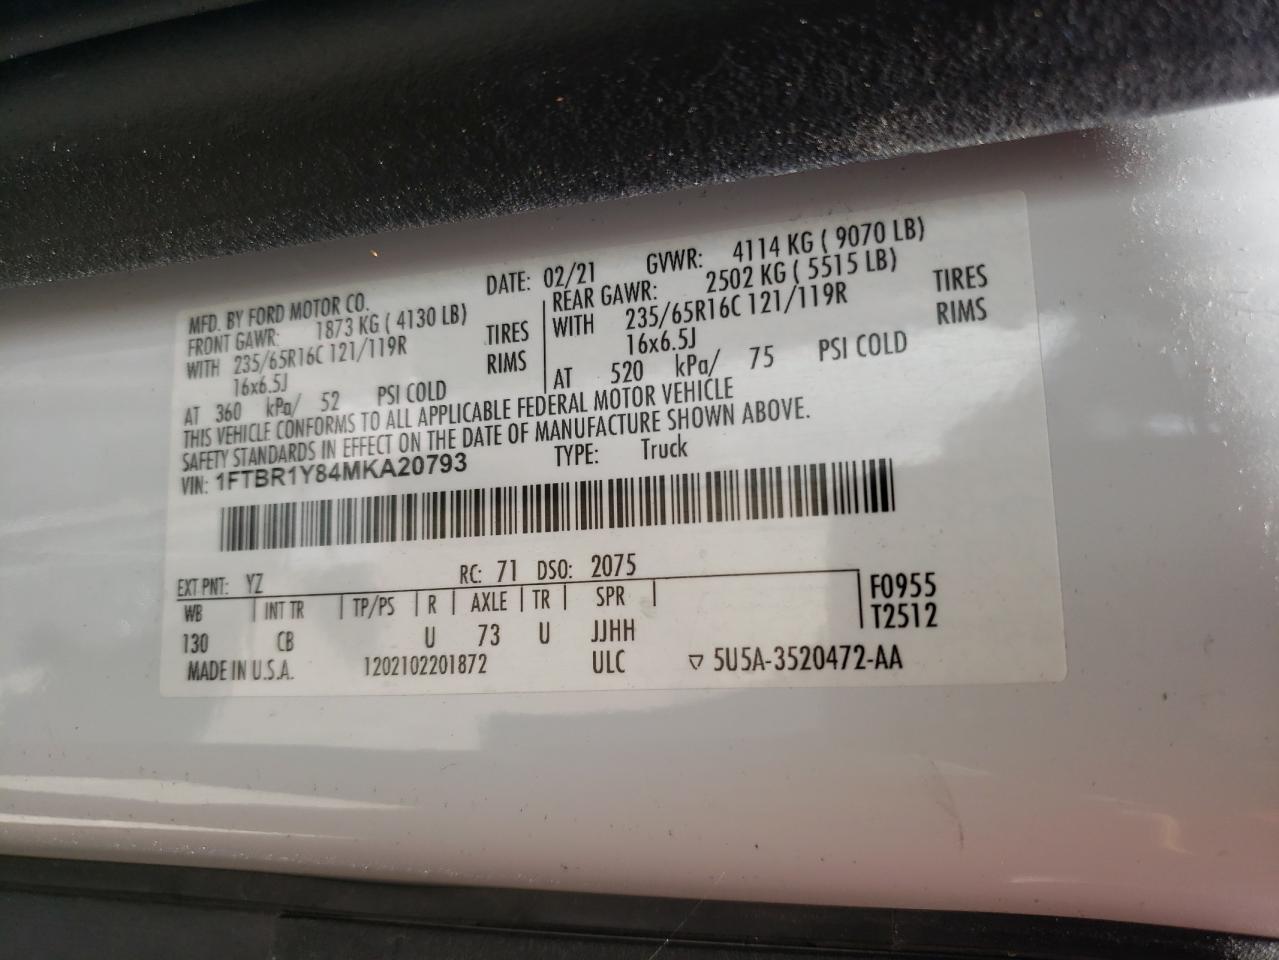 MFD. BY FORD MOTOR CO. DATE: 02/21 GVWR: 4114 KG ( 9070 LB)
FRONT GAWR: 1873 KG ( 4130 LB) REAR GAWR: 2502 KG ( 5515 LB)
WITH 235/65R16C 121/119R TIRES WITH 235/65R16C 121/119R TIRES
16x6.5J RIMS 16x6.5J RIMS
AT 360 kPa/ 52 PSI COLD AT 520 kPa/ 75 PSI COLD
THIS VEHICLE CONFORMS TO ALL APPLICABLE FEDERAL MOTOR VEHICLE
SAFETY STANDARDS IN EFFECT ON THE DATE OF MANUFACTURE SHOWN ABOVE.
VIN: 1FTBR1Y84MKA20793 TYPE: Truck
EXT PNT: YZ RC: 71 DSO: 2075
WB INT TR TP/PS R AXLE TR SPR F0955
130 CB U 73 U JJHH T2512
MADE IN U.S.A. 1202102201872 ULC ▽ 5U5A-3520472-AA